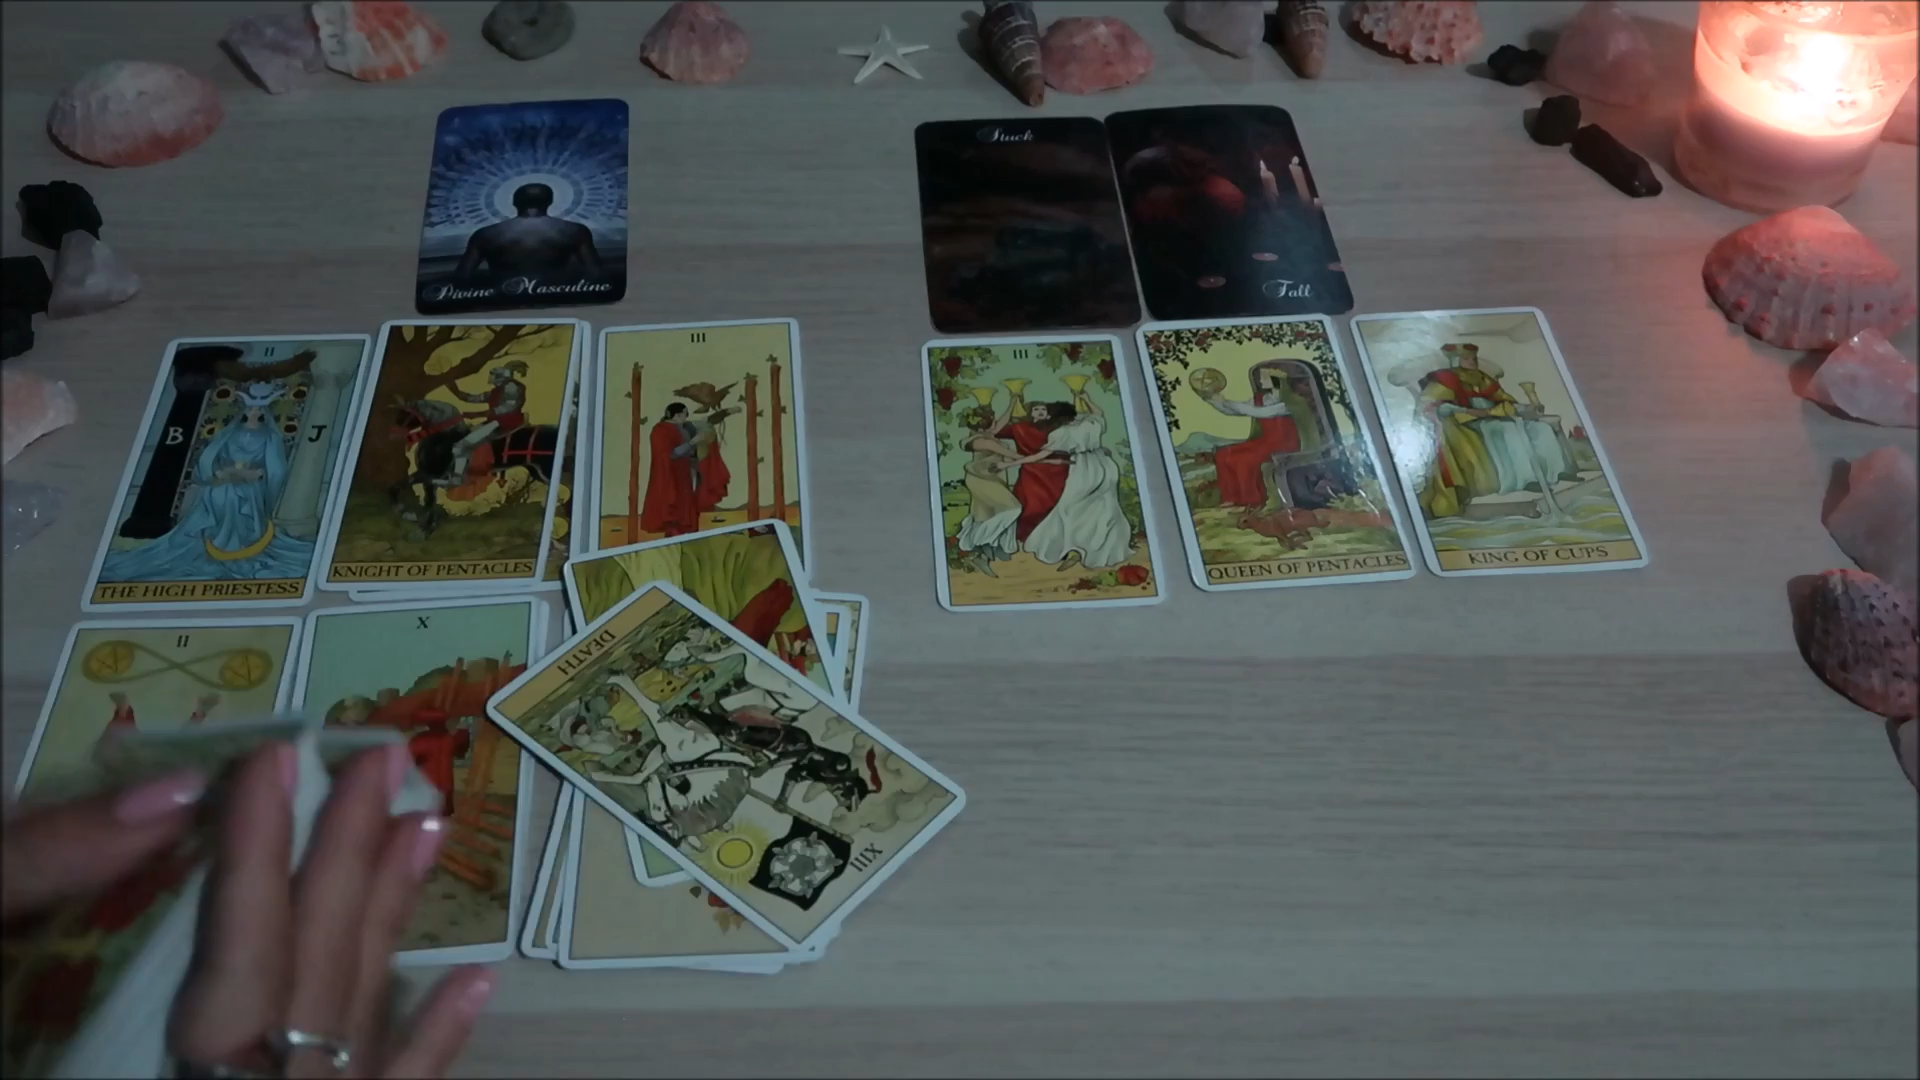 Stuck
Divine Masculine
Fall
II
B
J
THE HIGH PRIESTESS
KNIGHT OF PENTACLES
III
III
QUEEN OF PENTACLES
KING OF CUPS
II
X
DEATH
XIII